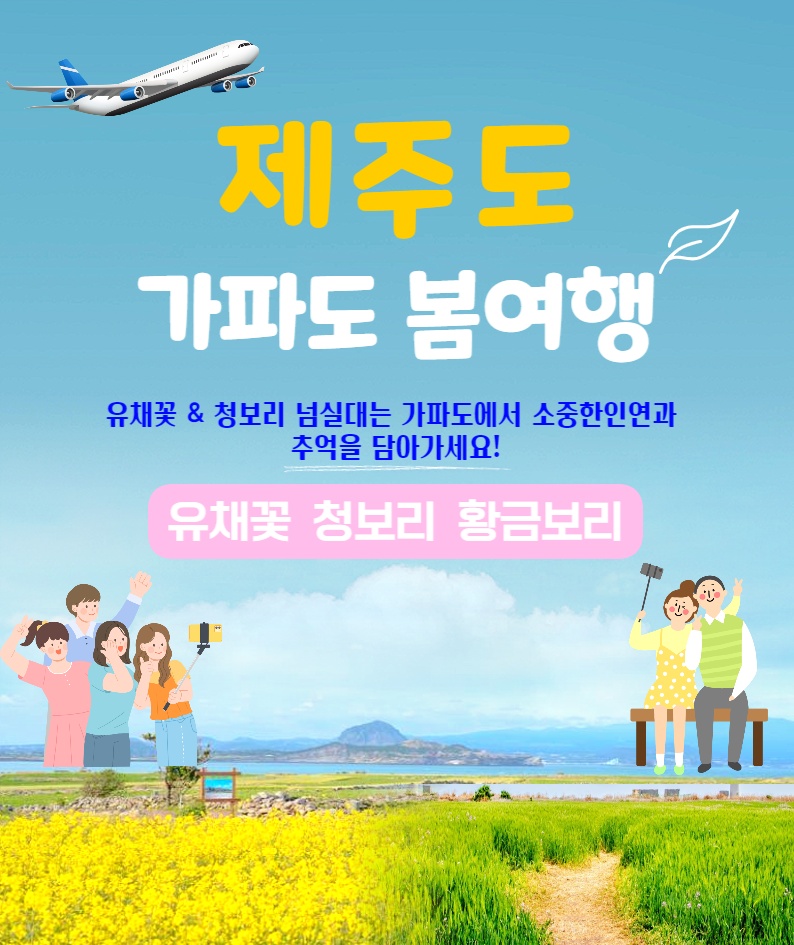 제주도
가파도 봄여행
유채꽃 & 청보리 넘실대는 가파도에서 소중한인연과
추억을 담아가세요!
유채꽃 청보리 황금보리